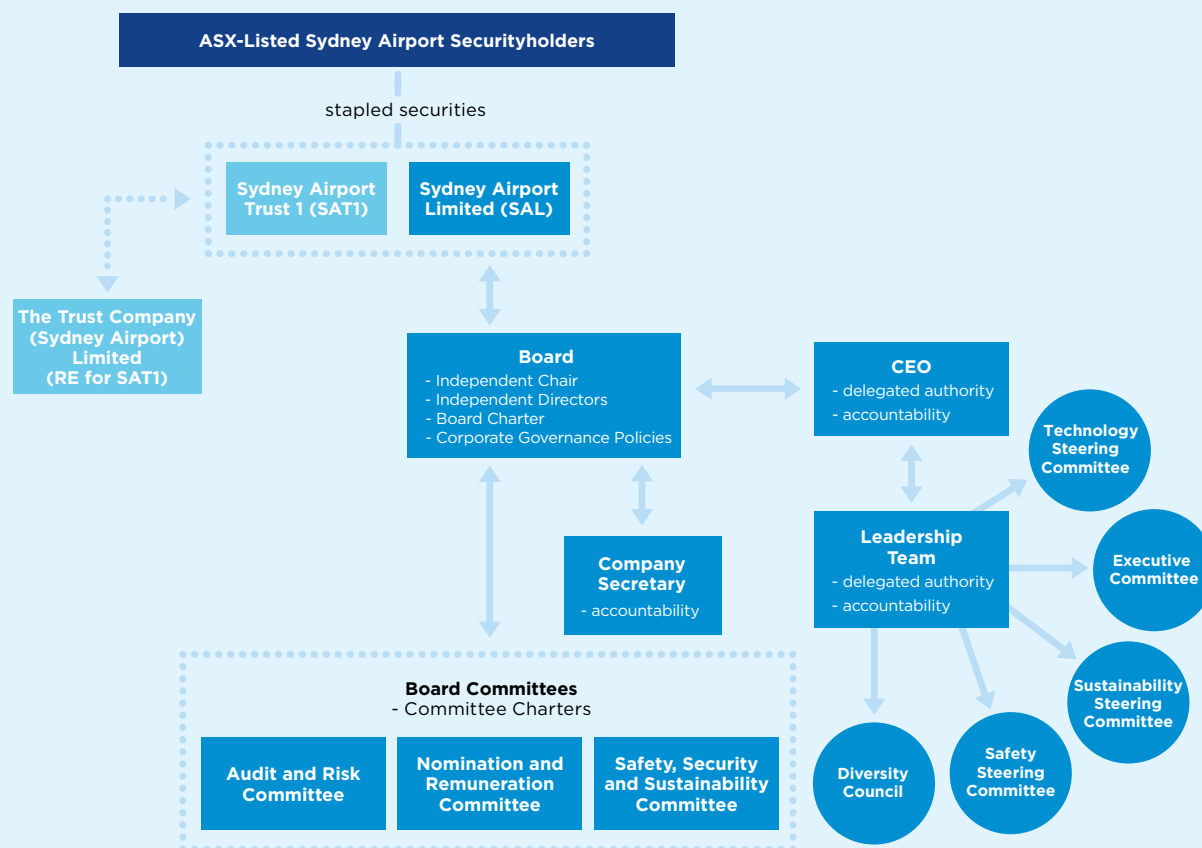 ASX-Listed Sydney Airport Securityholders
stapled securities
Sydney Airport
Trust 1 (SAT1)
Sydney Airport
Limited (SAL)
The Trust Company
(Sydney Airport)
Limited
(RE for SAT1)
Board
- Independent Chair
- Independent Directors
- Board Charter
- Corporate Governance Policies
CEO
- delegated authority
- accountability
Technology
Steering
Committee
Leadership
Team
- delegated authority
- accountability
Executive
Committee
Company
Secretary
- accountability
Sustainability
Steering
Committee
Safety
Steering
Committee
Diversity
Council
Board Committees
- Committee Charters
Audit and Risk
Committee
Nomination and
Remuneration
Committee
Safety, Security
and Sustainability
Committee